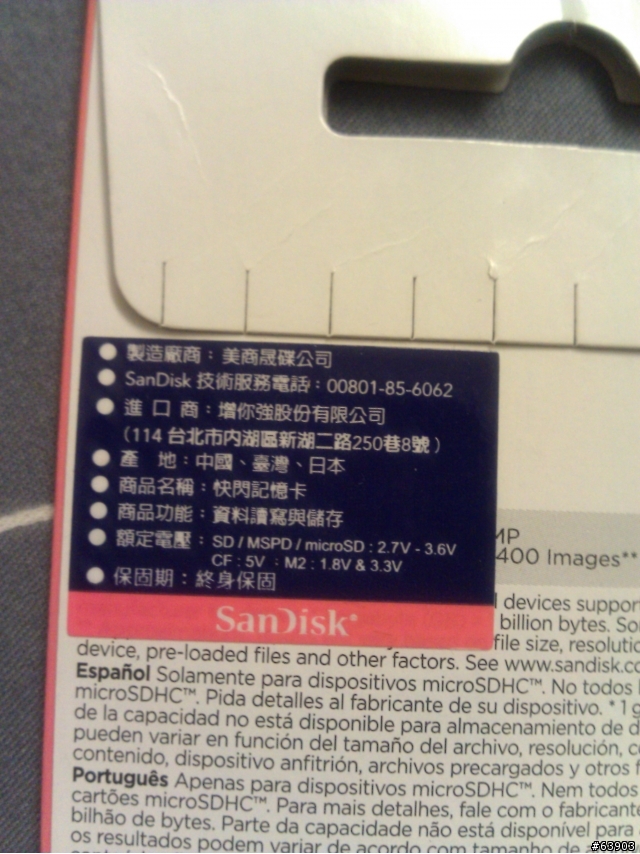 ● 製造廠商：美商晟碟公司
● SanDisk 技術服務電話：00801-85-6062
● 進口商：增你強股份有限公司
(114 台北市內湖區新湖二路250巷8號)
● 產 地：中國、臺灣、日本
● 商品名稱：快閃記憶卡
● 商品功能：資料讀寫與儲存
● 額定電壓：SD / MSPD / microSD : 2.7V - 3.6V
CF : 5V ; M2 : 1.8V & 3.3V
● 保固期：終身保固
SanDisk®
MP
400 Images**
devices suppor
billion bytes. So
file size, resolutio
device, pre-loaded files and other factors. See www.sandisk.co
Español Solamente para dispositivos microSDHC™. No todos
microSDHC™. Pida detalles al fabricante de su dispositivo. *1 g
de la capacidad no está disponible para almacenamiento de d
pueden variar en función del tamaño del archivo, resolución, c
contenido, dispositivo anfitrión, archivos precargados y otros f
Português Apenas para dispositivos microSDHC™. Nem todos
cartões microSDHC™. Para mais detalhes, fale com o fabricante
bilhão de bytes. Parte da capacidade não está disponível para
os resultados podem variar de acordo com tamanho de
#63903